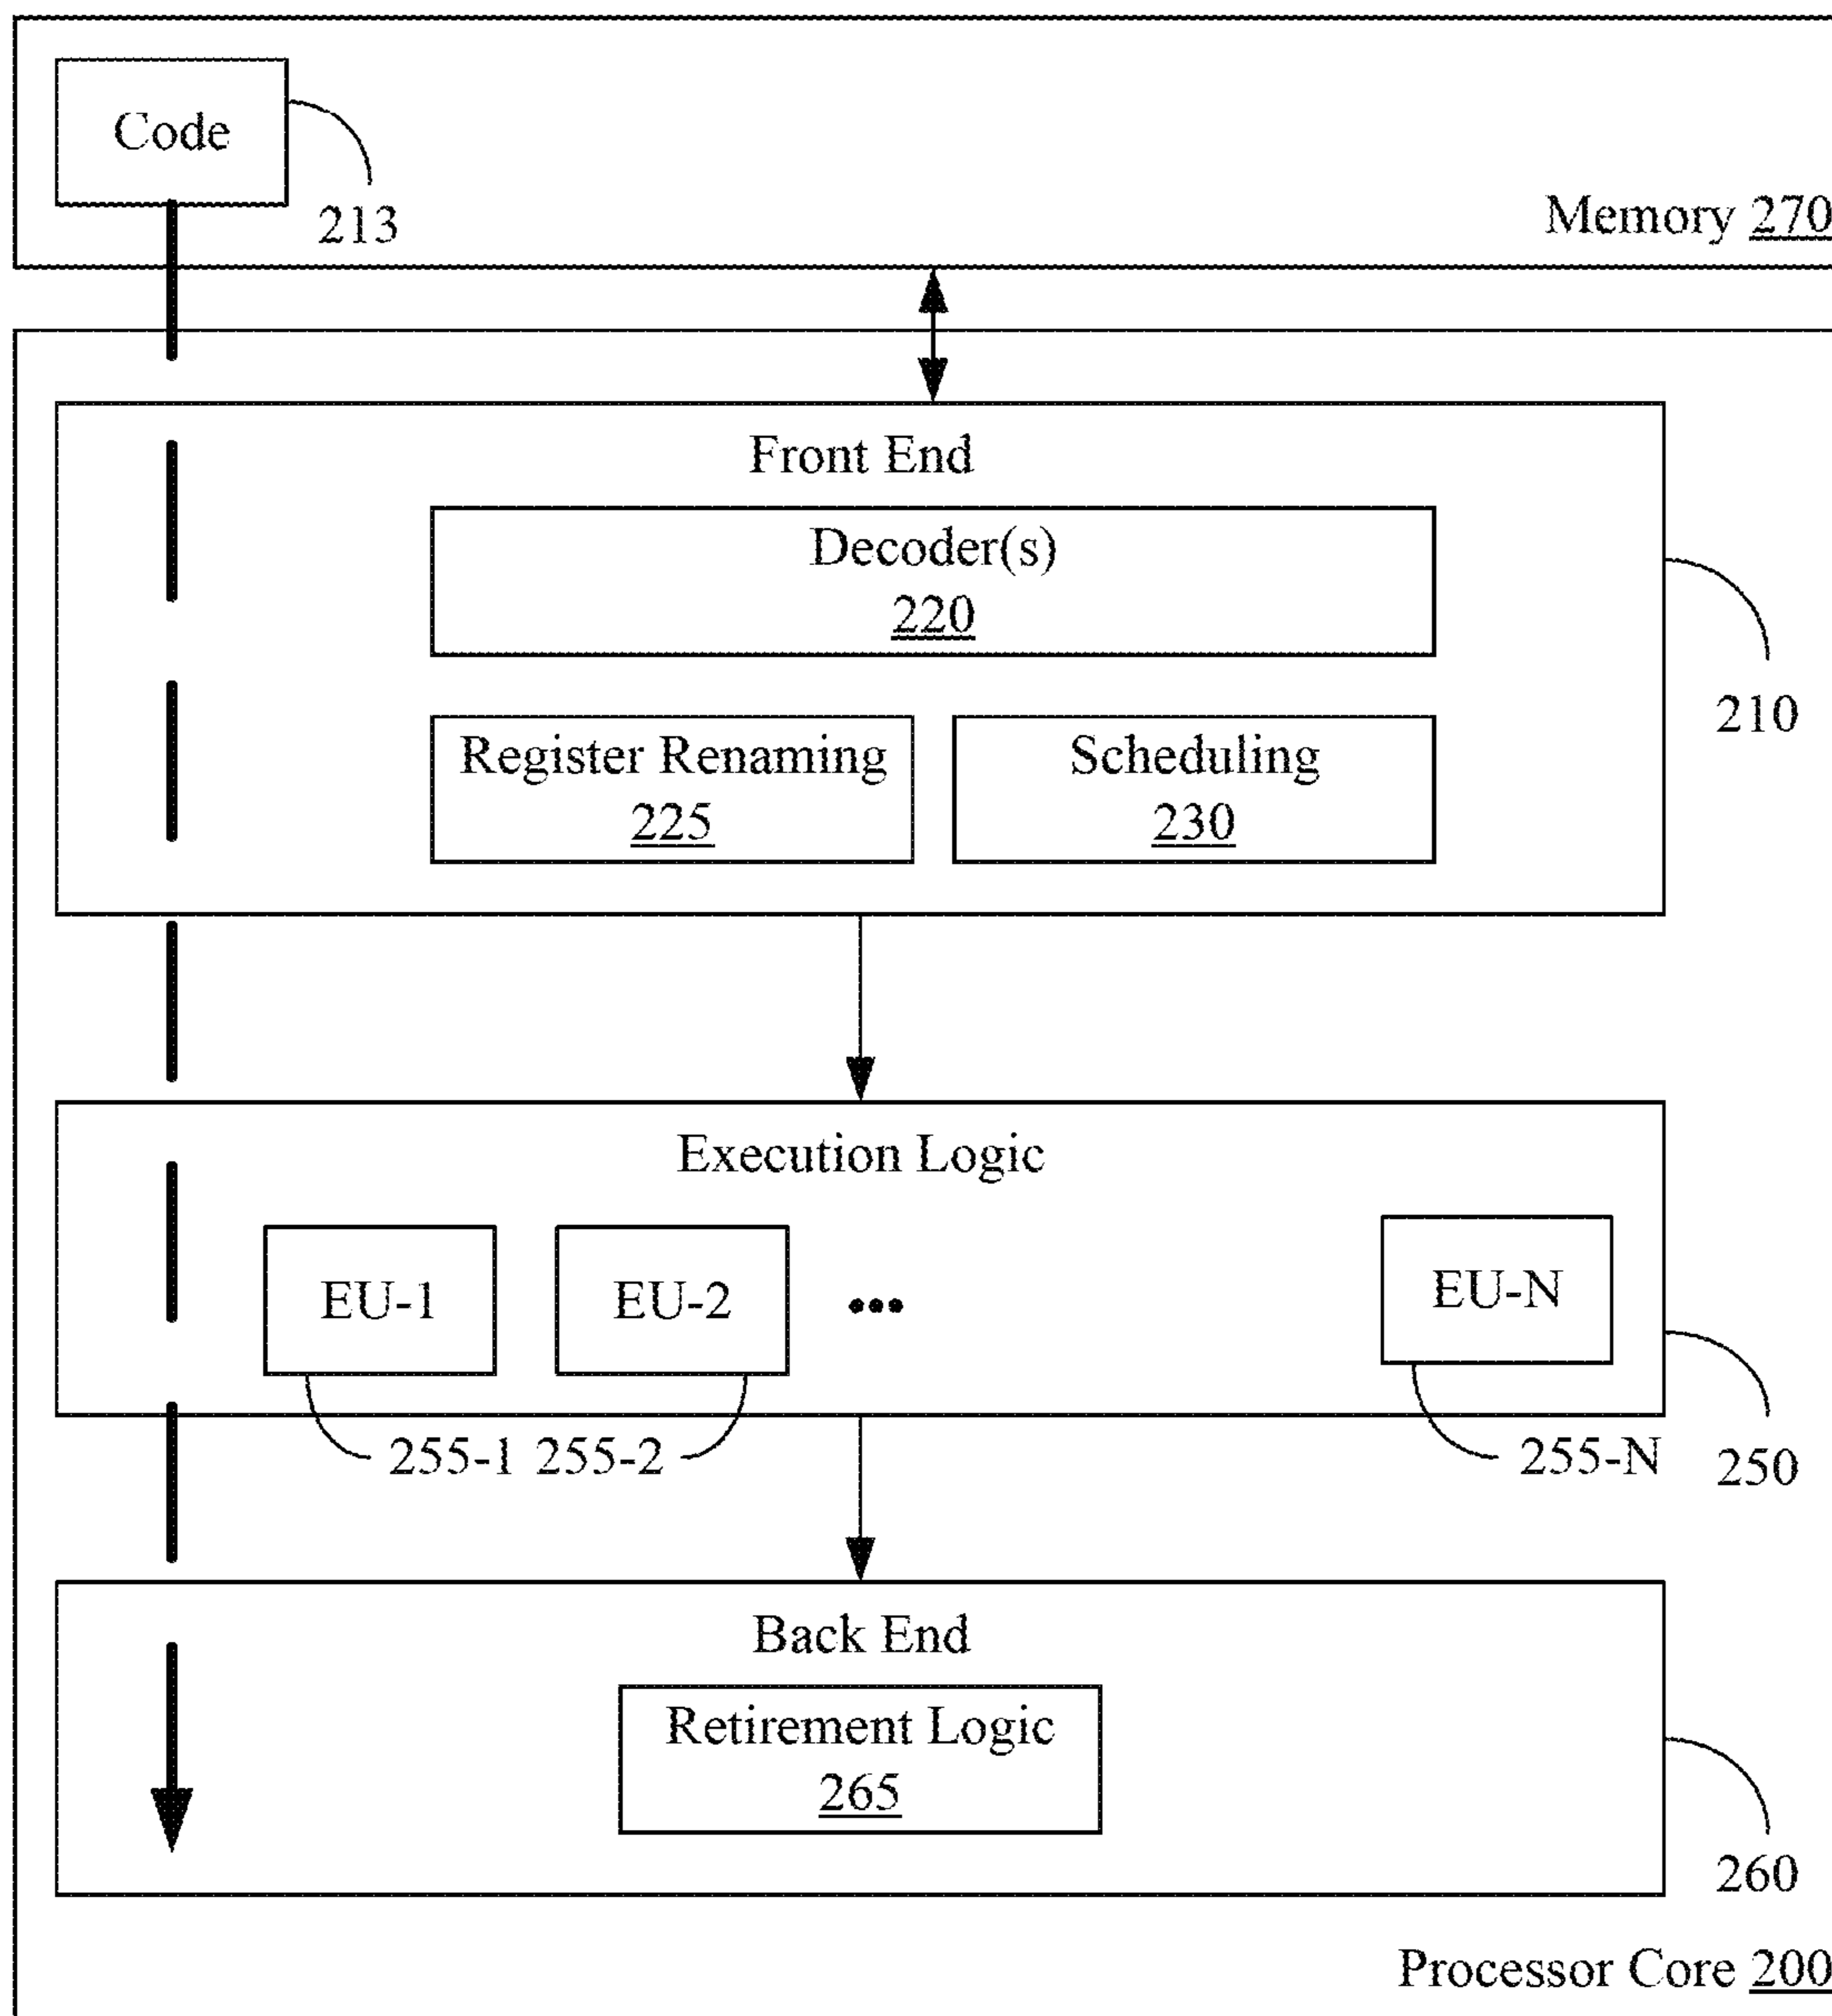 Code
213
Memory 270
Front End
Decoder(s)
220
210
Register Renaming
225
Scheduling
230
Execution Logic
EU-1
EU-2
•••
EU-N
255-1 255-2
255-N
250
Back End
Retirement Logic
265
260
Processor Core 200